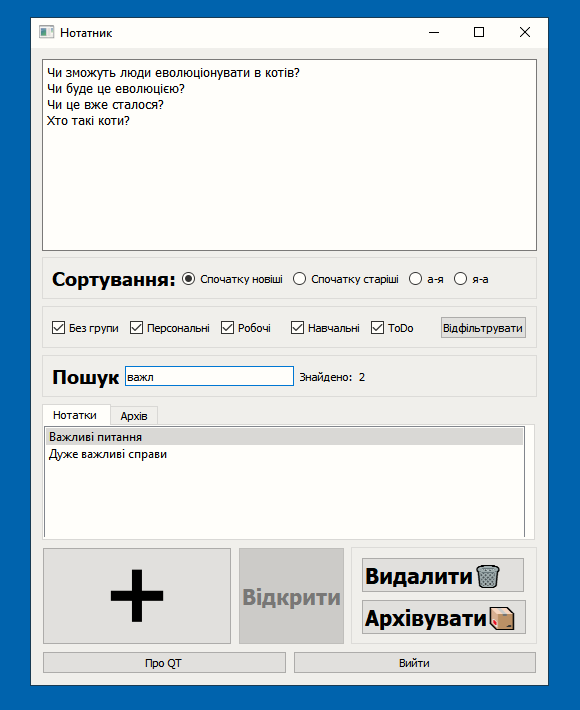 Нотатник
Чи зможуть люди еволюціонувати в котів?
Чи буде це еволюцією?
Чи це вже сталося?
Хто такі коти?
Сортування: Спочатку новіші Спочатку старіші а-я я-а
Без групи Персональні Робочі Навчальні ToDo Відфільтрувати
Пошук важл Знайдено: 2
Нотатки Архів
Важливі питання
Дуже важливі справи
+ Відкрити Видалити
Архівувати
Про QT Вийти